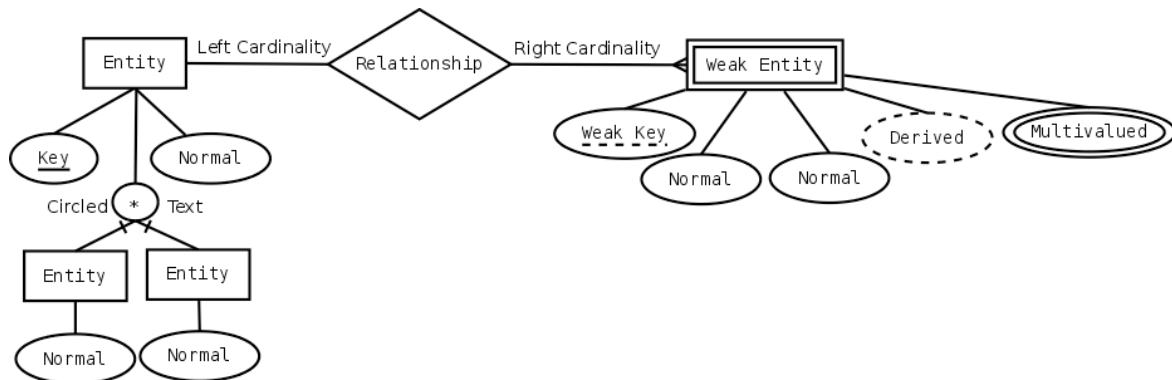 Left Cardinality
Right Cardinality
Entity
Relationship
Weak Entity
Key
Normal
Weak Key
Derived
Multivalued
Normal
Normal
Circled
*
Text
Entity
Entity
Normal
Normal